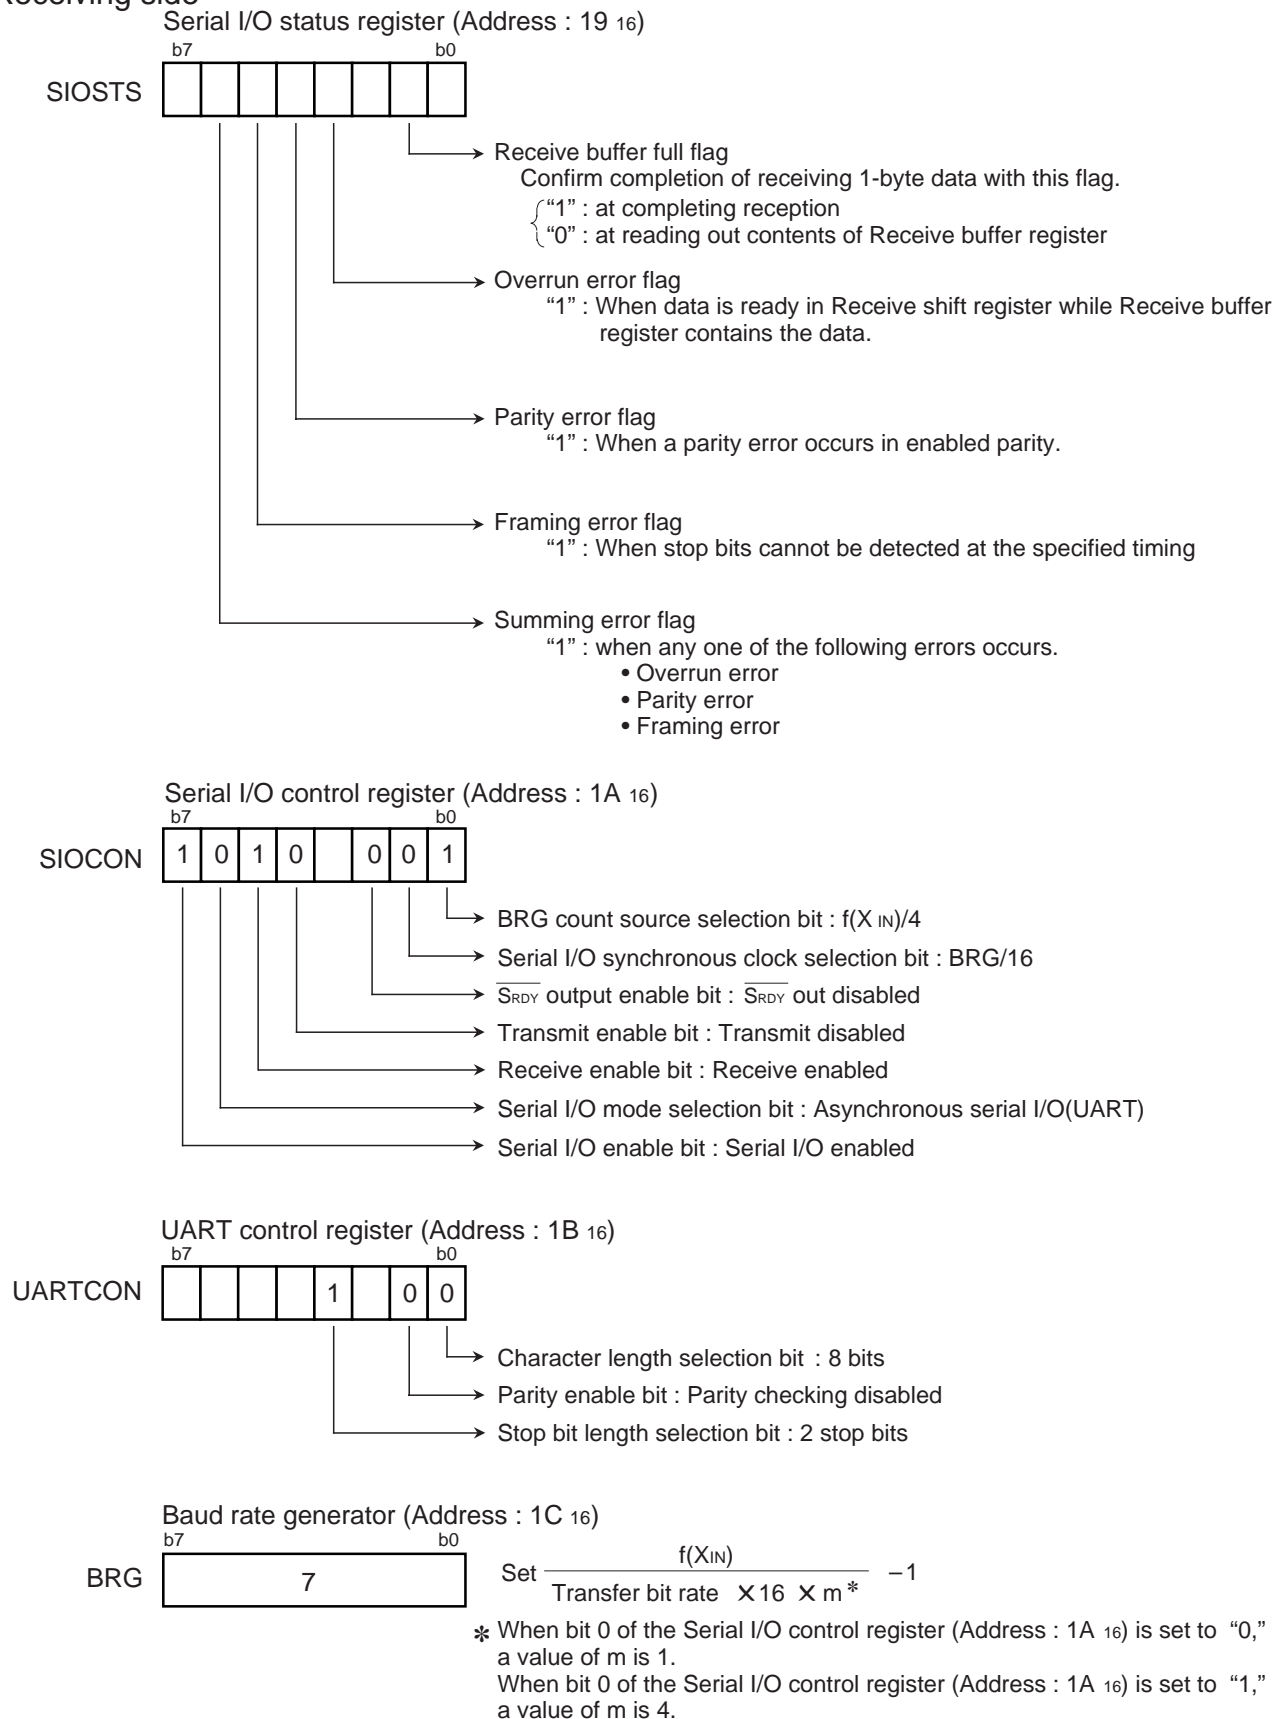 Receiving side
Serial I/O status register (Address : 19 16)
b7 b0
SIOSTS
Receive buffer full flag
Confirm completion of receiving 1-byte data with this flag.
“1” : at completing reception
“0” : at reading out contents of Receive buffer register
Overrun error flag
“1” : When data is ready in Receive shift register while Receive buffer
register contains the data.
Parity error flag
“1” : When a parity error occurs in enabled parity.
Framing error flag
“1” : When stop bits cannot be detected at the specified timing
Summing error flag
“1” : when any one of the following errors occurs.
• Overrun error
• Parity error
• Framing error
Serial I/O control register (Address : 1A 16)
b7 b0
SIOCON 1 0 1 0 0 0 1
BRG count source selection bit : f(X IN)/4
Serial I/O synchronous clock selection bit : BRG/16
SRDY output enable bit : SRDY out disabled
Transmit enable bit : Transmit disabled
Receive enable bit : Receive enabled
Serial I/O mode selection bit : Asynchronous serial I/O(UART)
Serial I/O enable bit : Serial I/O enabled
UART control register (Address : 1B 16)
b7 b0
UARTCON 1 0 0
Character length selection bit : 8 bits
Parity enable bit : Parity checking disabled
Stop bit length selection bit : 2 stop bits
Baud rate generator (Address : 1C 16)
b7 b0
BRG 7
Set f(XIN) –1
Transfer bit rate ×16 × m*
* When bit 0 of the Serial I/O control register (Address : 1A 16) is set to “0,”
a value of m is 1.
When bit 0 of the Serial I/O control register (Address : 1A 16) is set to “1,”
a value of m is 4.